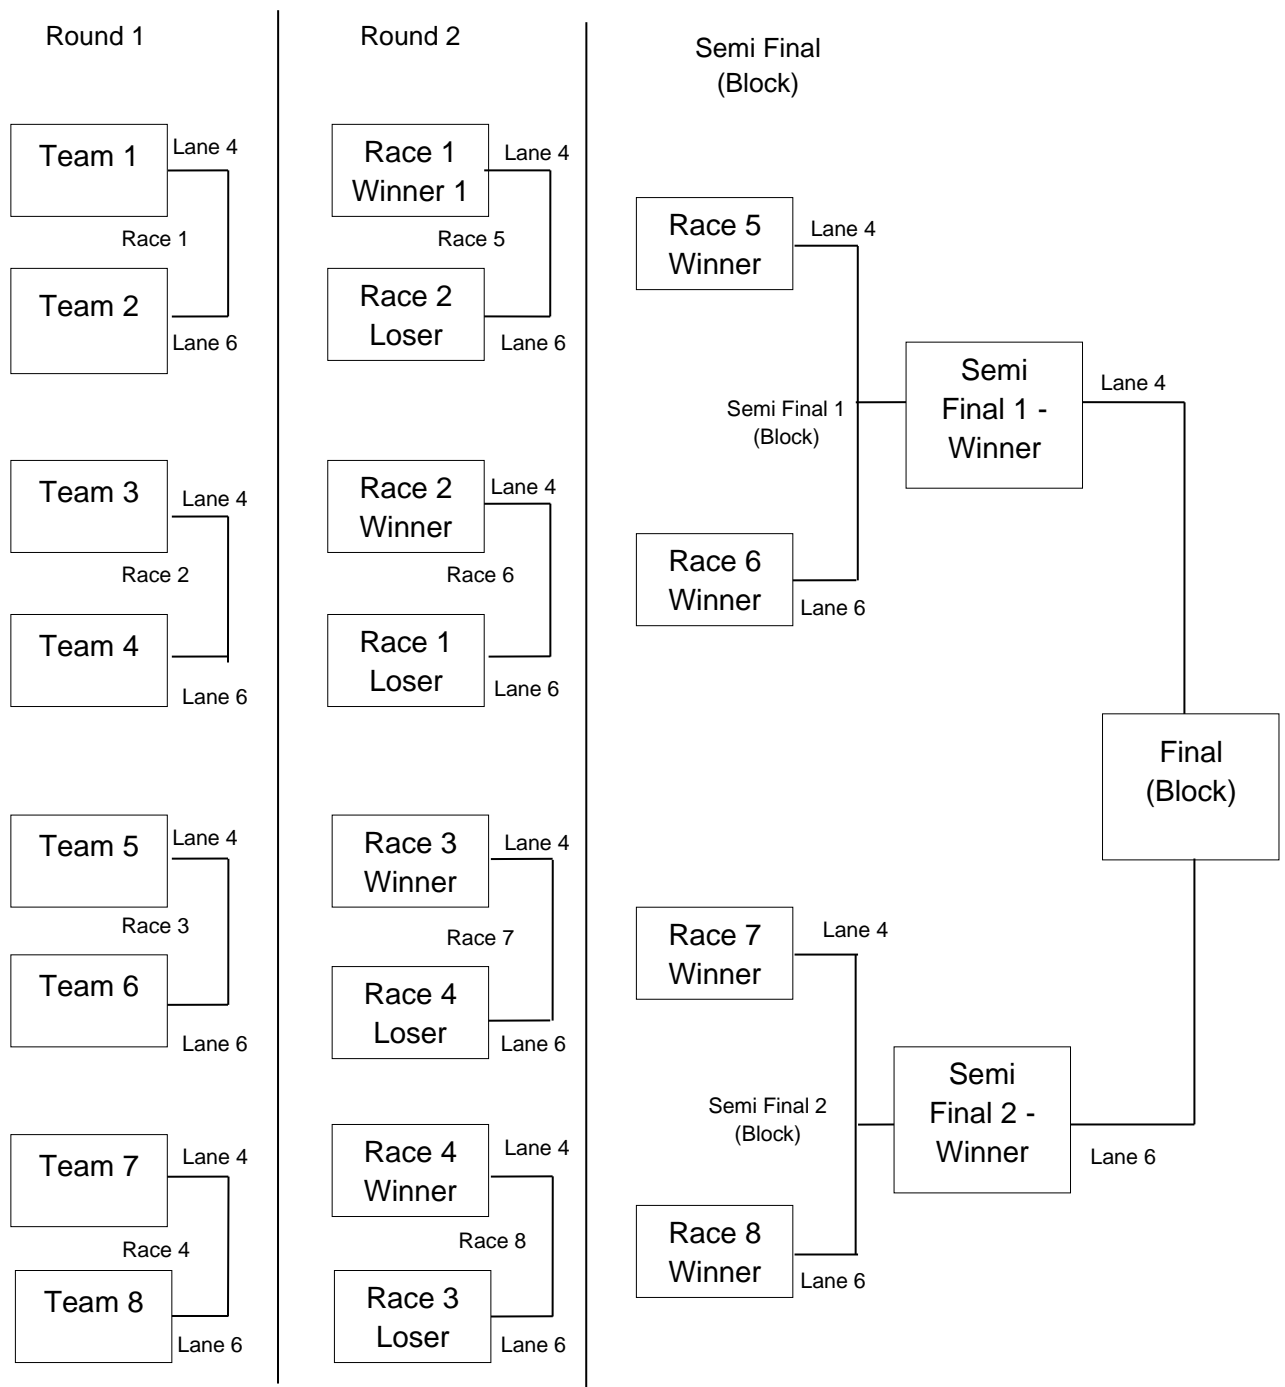 Round 1
Team 1
Lane 4
Race 1
Team 2
Lane 6
Team 3
Lane 4
Race 2
Team 4
Lane 6
Team 5
Lane 4
Race 3
Team 6
Lane 6
Team 7
Lane 4
Race 4
Team 8
Lane 6
Round 2
Race 1
Winner 1
Lane 4
Race 5
Race 2
Loser
Lane 6
Race 2
Winner
Lane 4
Race 6
Race 1
Loser
Lane 6
Race 3
Winner
Lane 4
Race 7
Race 4
Loser
Lane 6
Race 4
Winner
Lane 4
Race 8
Race 3
Loser
Lane 6
Semi Final
(Block)
Race 5
Winner
Lane 4
Semi Final 1
(Block)
Race 6
Winner
Lane 6
Semi
Final 1 -
Winner
Lane 4
Race 7
Winner
Lane 4
Semi Final 2
(Block)
Race 8
Winner
Lane 6
Semi
Final 2 -
Winner
Lane 6
Final
(Block)